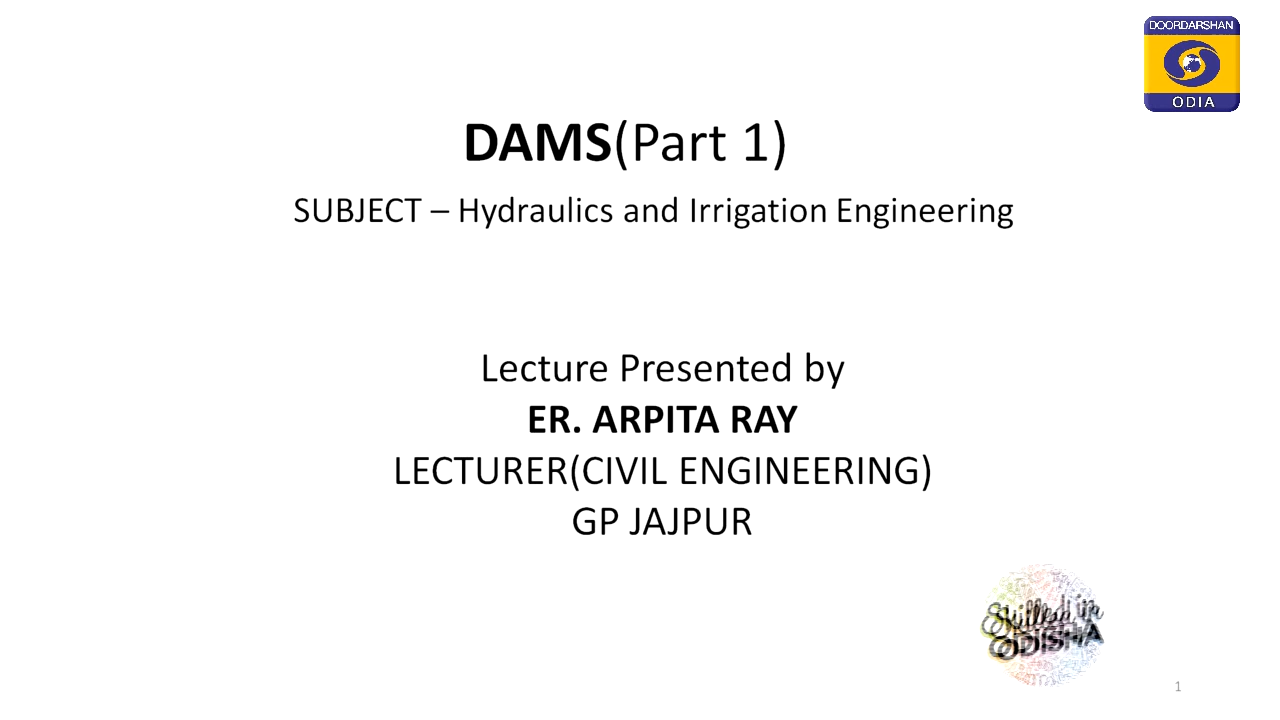 DOORDARSHAN
ODIA
DAMS(Part 1)
SUBJECT – Hydraulics and Irrigation Engineering
Lecture Presented by
ER. ARPITA RAY
LECTURER(CIVIL ENGINEERING)
GP JAJPUR
Skilled in
ODISHA
1